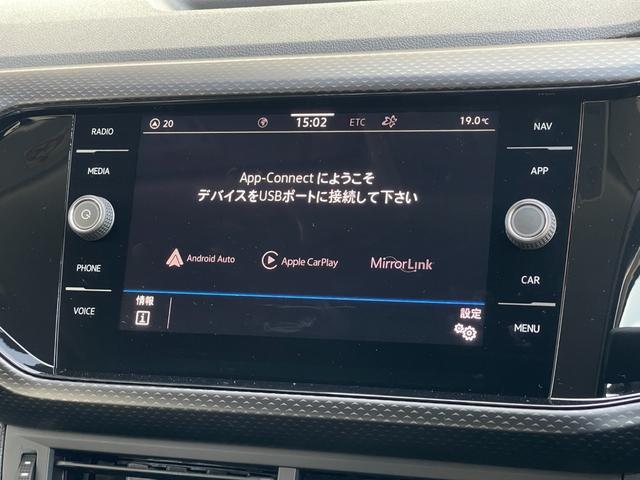 RADIO
MEDIA
PHONE
VOICE
20
15:02
ETC
19.0℃
App-Connect にようこそ
デバイスをUSBポートに接続して下さい
Android Auto
Apple CarPlay
MirrorLink
情報
設定
NAV
APP
CAR
MENU